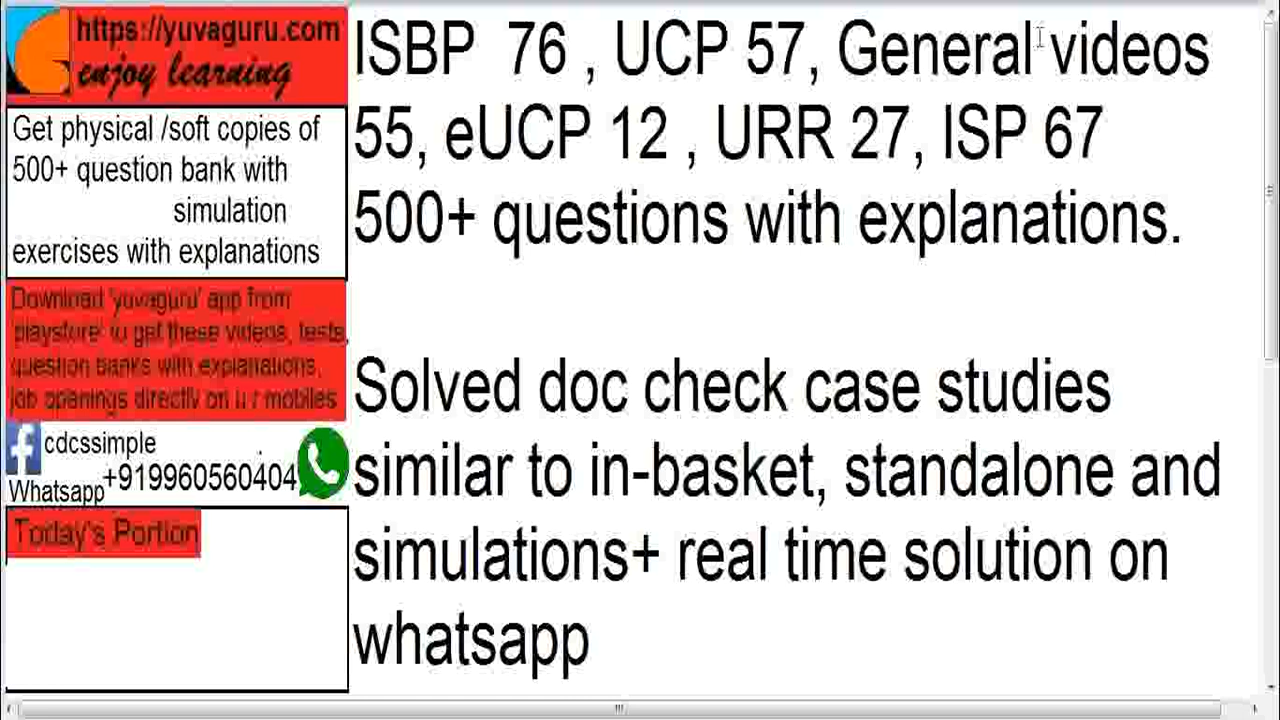 https://yuvaguru.com
enjoy learning
Get physical /soft copies of
500+ question bank with
simulation
exercises with explanations
Download 'yuvaguru' app from
'playstore' to get these videos, tests,
question banks with explanations,
job openings directly on u r mobiles
cdcssimple
Whatsapp +919960560404
Today's Portion
ISBP 76 , UCP 57, General videos
55, eUCP 12 , URR 27, ISP 67
500+ questions with explanations.
Solved doc check case studies
similar to in-basket, standalone and
simulations+ real time solution on
whatsapp